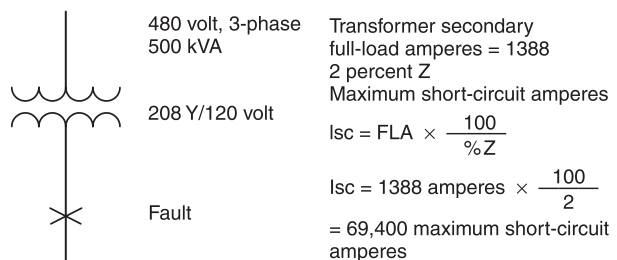 480 volt, 3-phase
500 kVA
208 Y/120 volt
Fault
Transformer secondary
full-load amperes = 1388
2 percent Z
Maximum short-circuit amperes
Isc = FLA × 100
%Z
Isc = 1388 amperes × 100
2
= 69,400 maximum short-circuit
amperes